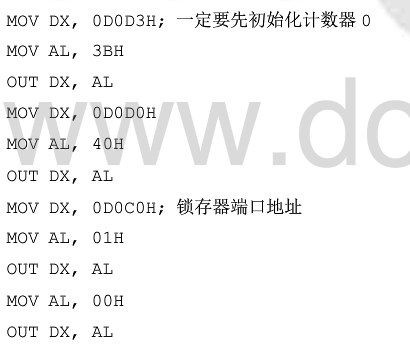 MOV DX, 0D0D3H; 一定要先初始化计数器 0
MOV AL, 3BH
OUT DX, AL
MOV DX, 0D0D0H
MOV AL, 40H
OUT DX, AL
MOV DX, 0D0C0H; 锁存器端口地址
MOV AL, 01H
OUT DX, AL
MOV AL, 00H
OUT DX, AL
www.do